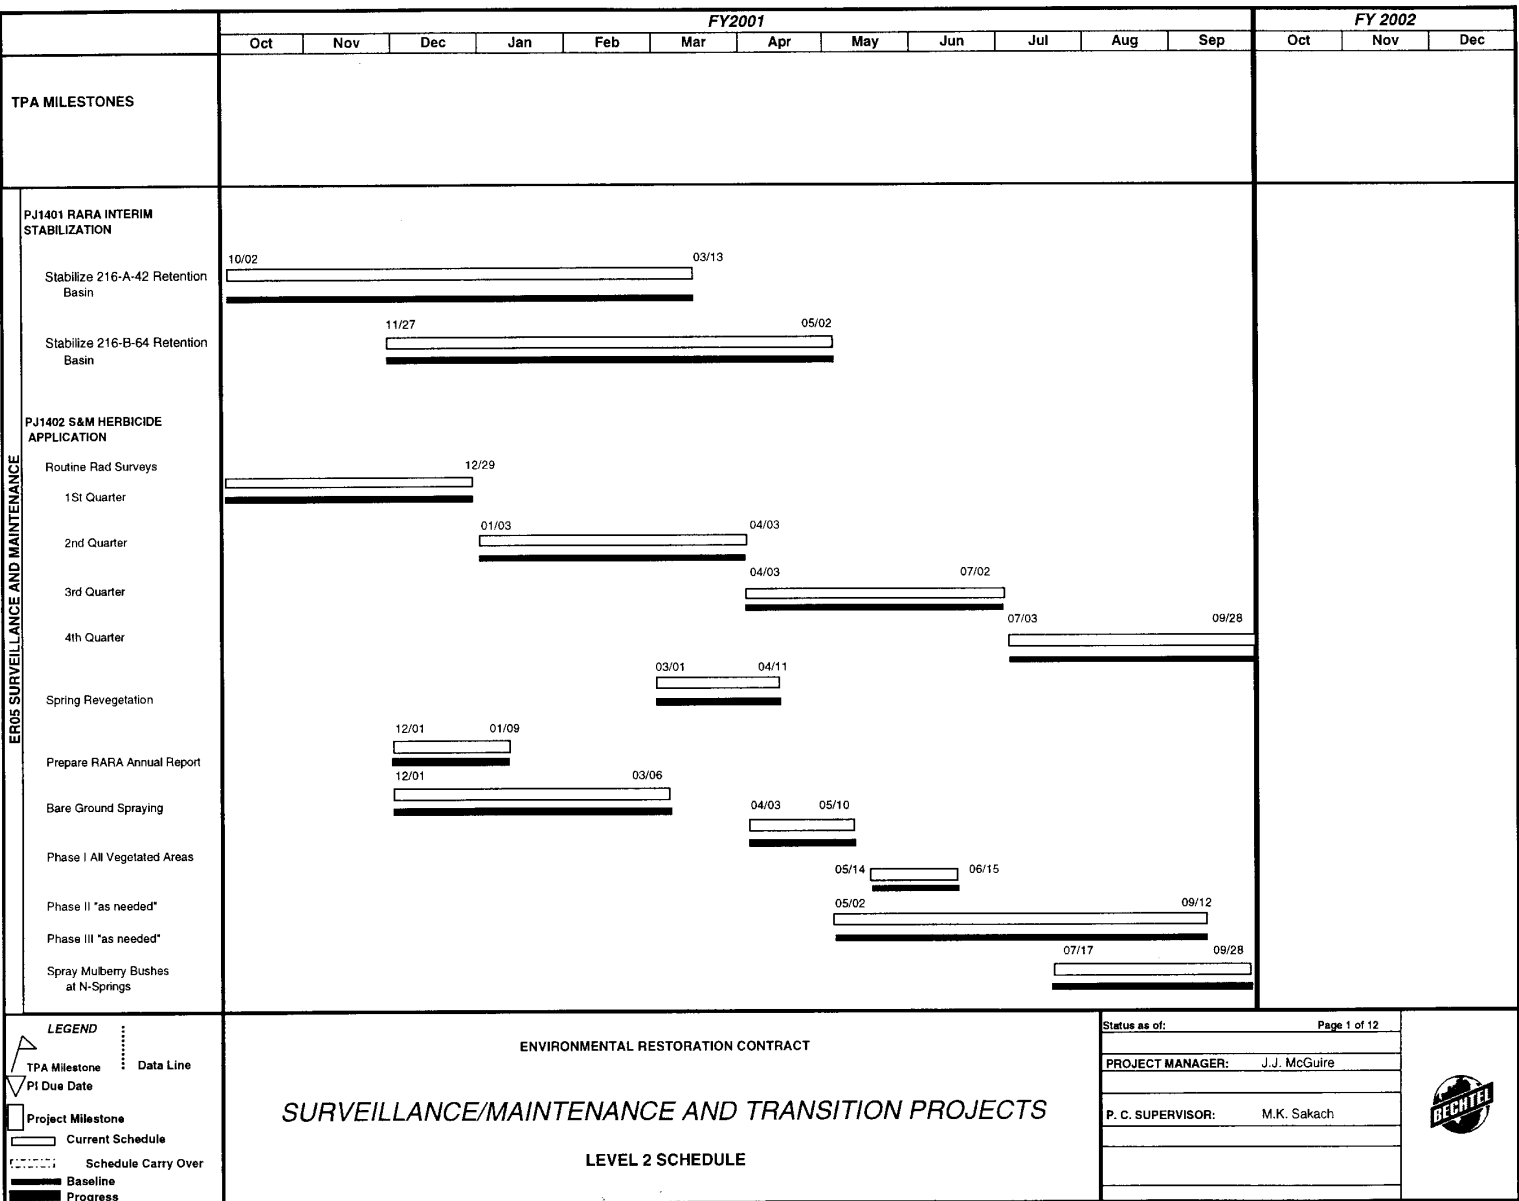 FY2001
FY 2002
Oct Nov Dec Jan Feb Mar Apr May Jun Jul Aug Sep Oct Nov Dec
TPA MILESTONES
ER05 SURVEILLANCE AND MAINTENANCE
PJ1401 RARA INTERIM
STABILIZATION
10/02 03/13
Stabilize 216-A-42 Retention
Basin
11/27 05/02
Stabilize 216-B-64 Retention
Basin
PJ1402 S&M HERBICIDE
APPLICATION
Routine Rad Surveys
12/29
1St Quarter
01/03 04/03
2nd Quarter
04/03 07/02
3rd Quarter
07/03 09/28
4th Quarter
03/01 04/11
Spring Revegetation
12/01 01/09
Prepare RARA Annual Report
12/01 03/06
Bare Ground Spraying
04/03 05/10
Phase I All Vegetated Areas
05/14 06/15
Phase II "as needed"
05/02 09/12
Phase III "as needed"
07/17 09/28
Spray Mulberry Bushes
at N-Springs
LEGEND
TPA Milestone
Data Line
PI Due Date
Project Milestone
Current Schedule
Schedule Carry Over
Baseline
Progress
ENVIRONMENTAL RESTORATION CONTRACT
SURVEILLANCE/MAINTENANCE AND TRANSITION PROJECTS
LEVEL 2 SCHEDULE
Status as of: Page 1 of 12
PROJECT MANAGER: J.J. McGuire
P. C. SUPERVISOR: M.K. Sakach
BECHTEL